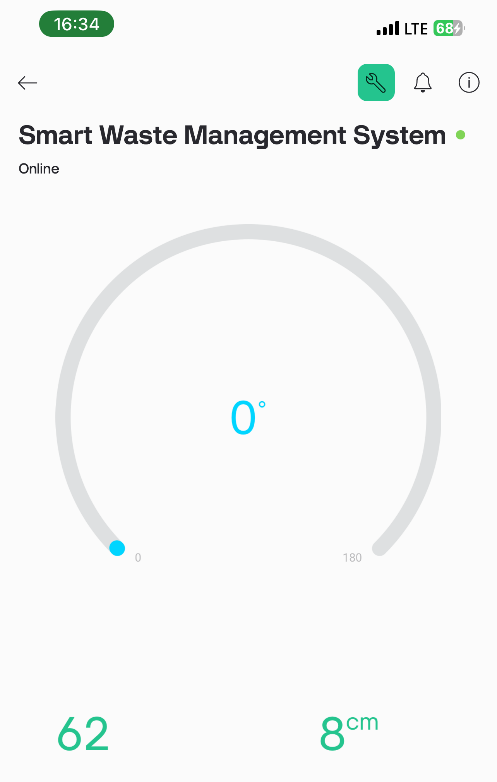 16:34
LTE 68
Smart Waste Management System
Online
0°
0 180
62 8cm